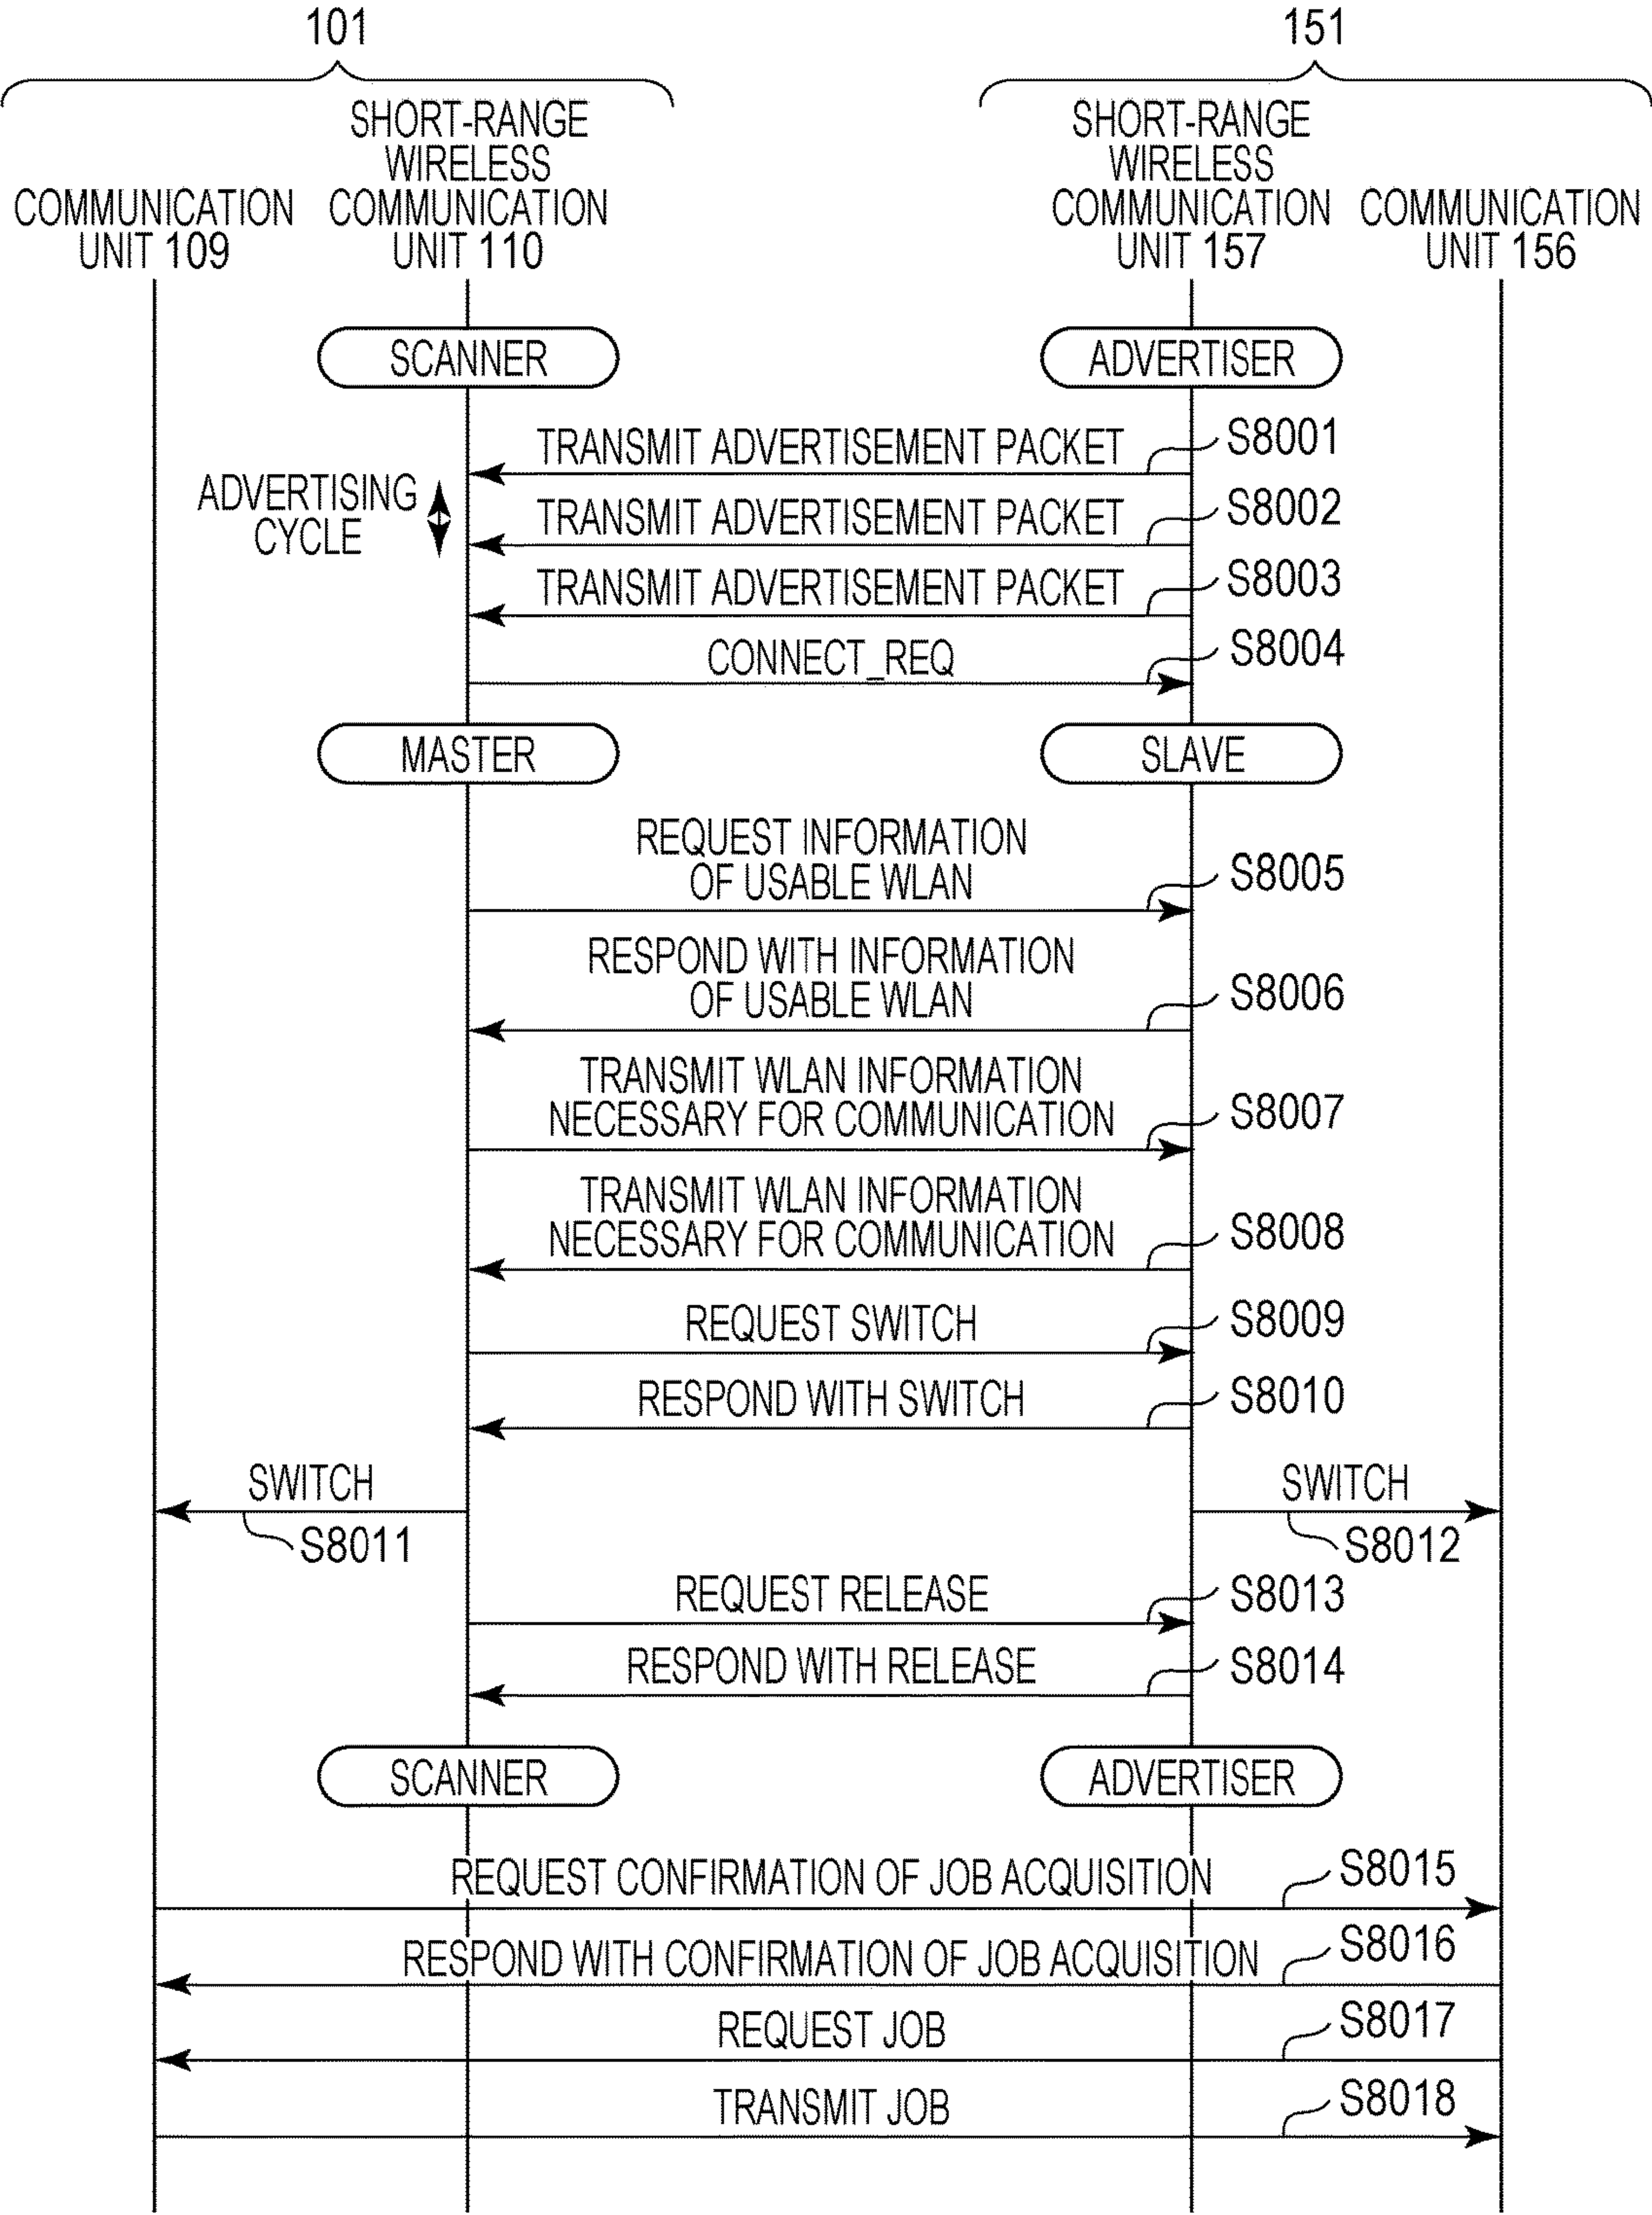 101
151
SHORT-RANGE
WIRELESS
COMMUNICATION
UNIT 110
COMMUNICATION
UNIT 109
SHORT-RANGE
WIRELESS
COMMUNICATION
UNIT 157
COMMUNICATION
UNIT 156
SCANNER
ADVERTISER
TRANSMIT ADVERTISEMENT PACKET
S8001
ADVERTISING
CYCLE
TRANSMIT ADVERTISEMENT PACKET
S8002
TRANSMIT ADVERTISEMENT PACKET
S8003
CONNECT_REQ
S8004
MASTER
SLAVE
REQUEST INFORMATION
OF USABLE WLAN
S8005
RESPOND WITH INFORMATION
OF USABLE WLAN
S8006
TRANSMIT WLAN INFORMATION
NECESSARY FOR COMMUNICATION
S8007
TRANSMIT WLAN INFORMATION
NECESSARY FOR COMMUNICATION
S8008
REQUEST SWITCH
S8009
RESPOND WITH SWITCH
S8010
SWITCH
S8011
SWITCH
S8012
REQUEST RELEASE
S8013
RESPOND WITH RELEASE
S8014
SCANNER
ADVERTISER
REQUEST CONFIRMATION OF JOB ACQUISITION
S8015
RESPOND WITH CONFIRMATION OF JOB ACQUISITION
S8016
REQUEST JOB
S8017
TRANSMIT JOB
S8018